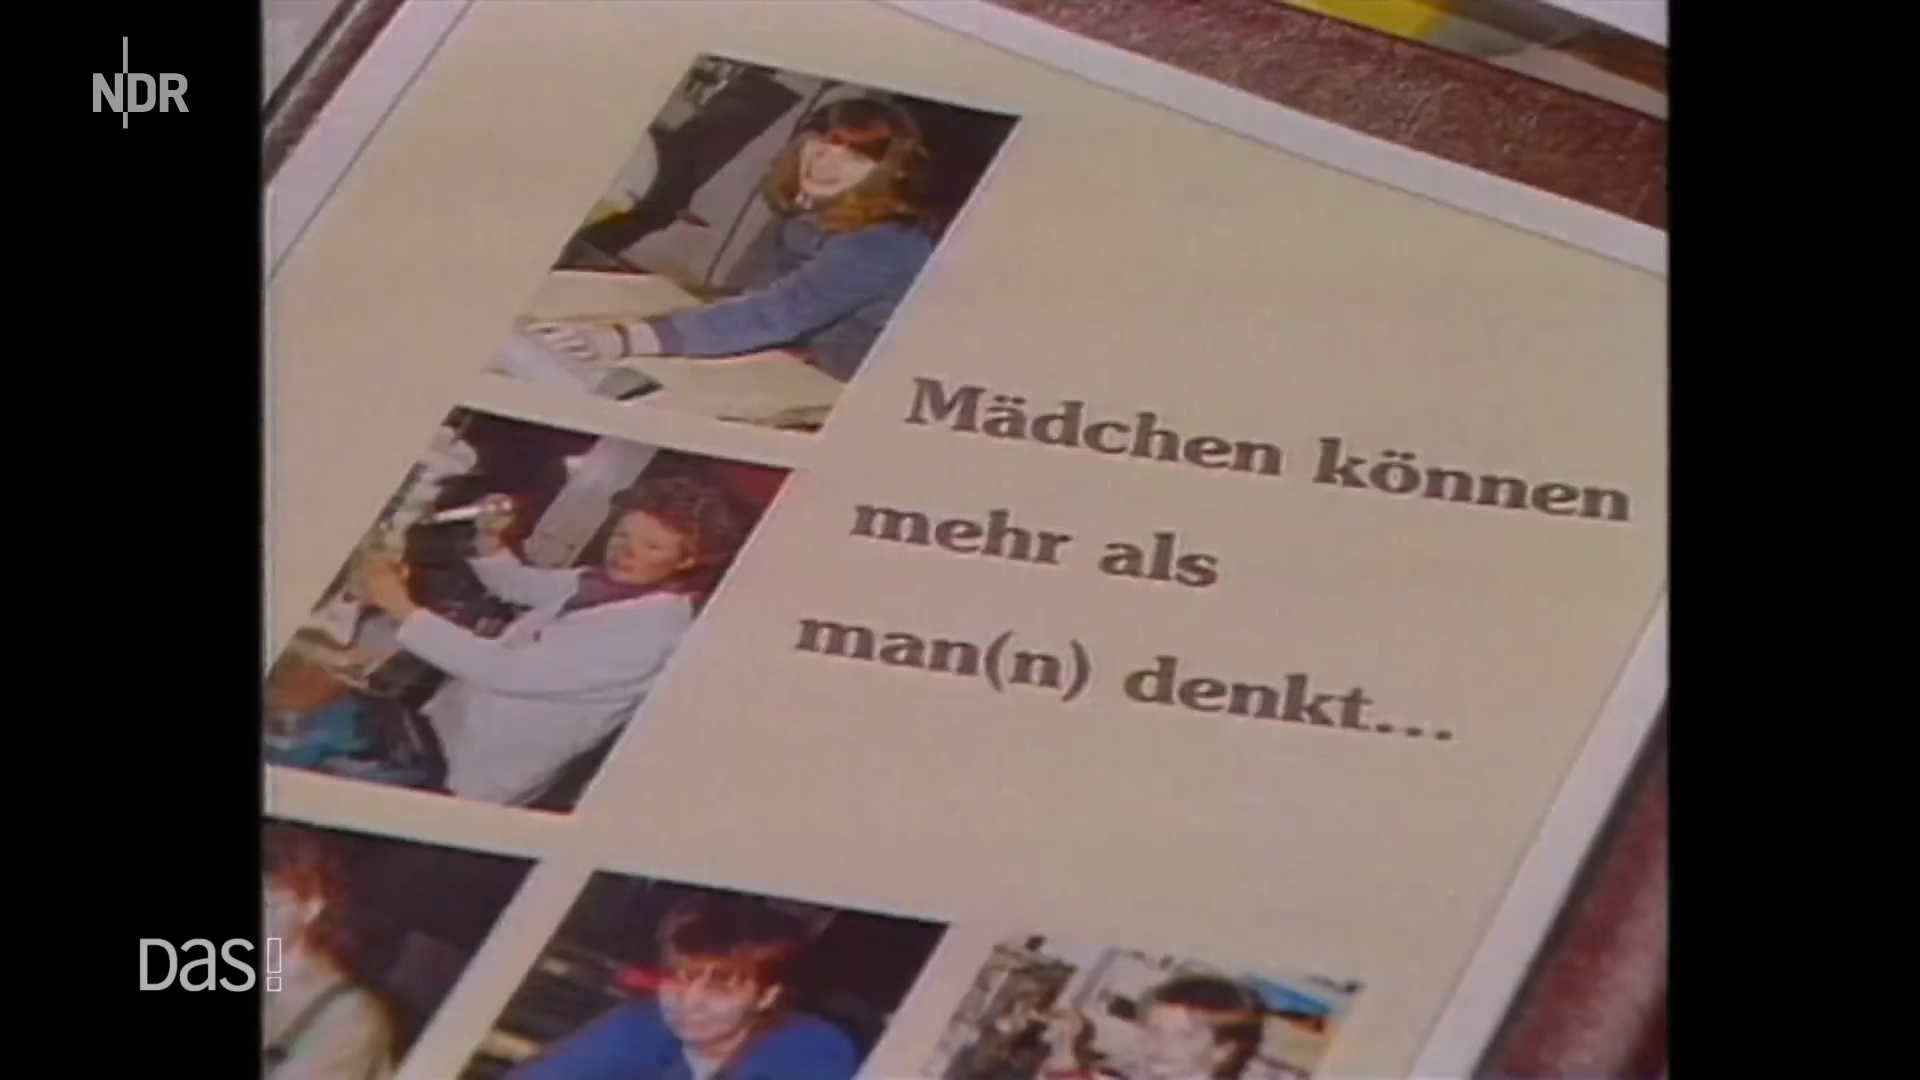 NDR
Mädchen können
mehr als
man(n) denkt...
DAS!